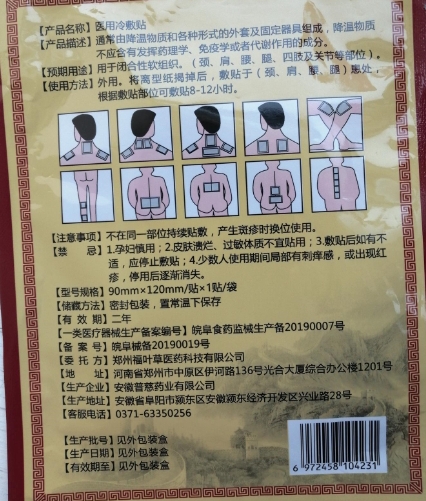 【产品名称】医用冷敷贴
【产品描述】通常由降温物质和各种形式的外套及固定器具组成，降温物质
不应含有发挥药理学、免疫学或者代谢作用的成分。
【预期用途】用于闭合性软组织。（颈、肩、腰、腿、四肢及关节等部位）。
【使用方法】外用。将离型纸揭掉后，敷贴于（颈、肩、腰、腿）患处，
根据敷贴部位可敷贴8-12小时。
【注意事项】不在同一部位持续贴敷，产生斑疹时换位使用。
【禁 忌】1.孕妇慎用；2.皮肤溃烂、过敏体质不宜贴用；3.敷贴后如有不
适，应停止敷贴；4.少数人使用期间局部有刺痒感，或出现红
疹，停用后逐渐消失。
【型号规格】90mm×120mm/贴×1贴/袋
【储藏方法】密封包装，置常温下保存
【有 效 期】二年
【一类医疗器械生产备案编号】皖阜食药监械生产备20190007号
【备 案 号】皖阜械备20190019号
【委 托 方】郑州福叶草医药科技有限公司
【地 址】河南省郑州市中原区伊河路136号光合大厦综合办公楼1201号
【生产企业】安徽普慈药业有限公司
【生产地址】安徽省阜阳市颍东区安徽颍东经济开发区兴业路28号
【客服电话】0371-63350256
【生产批号】见外包装盒
【生产日期】见外包装盒
【有效期至】见外包装盒
6 972458 104231